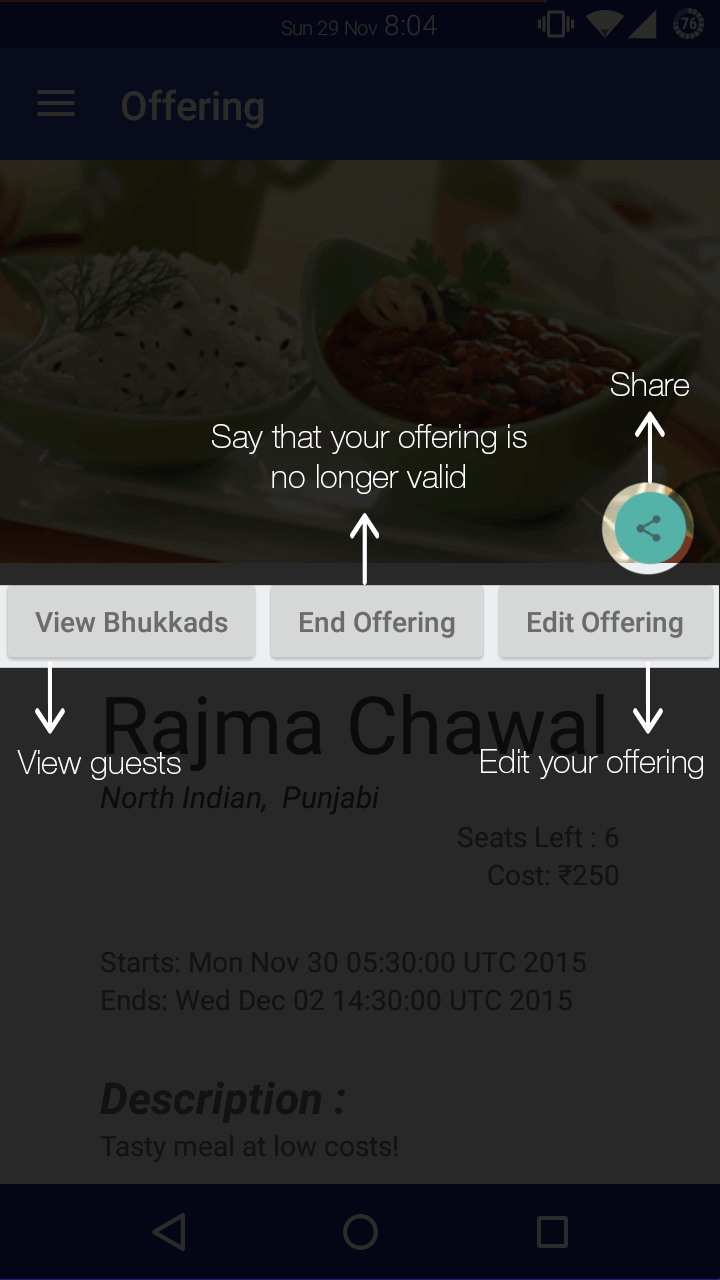 Sun 29 Nov 8:04
76
Offering
Share
Say that your offering is
no longer valid
View Bhukkads
End Offering
Edit Offering
Rajma Chawal
View guests
Edit your offering
North Indian, Punjabi
Seats Left : 6
Cost: ₹250
Starts: Mon Nov 30 05:30:00 UTC 2015
Ends: Wed Dec 02 14:30:00 UTC 2015
Description :
Tasty meal at low costs!